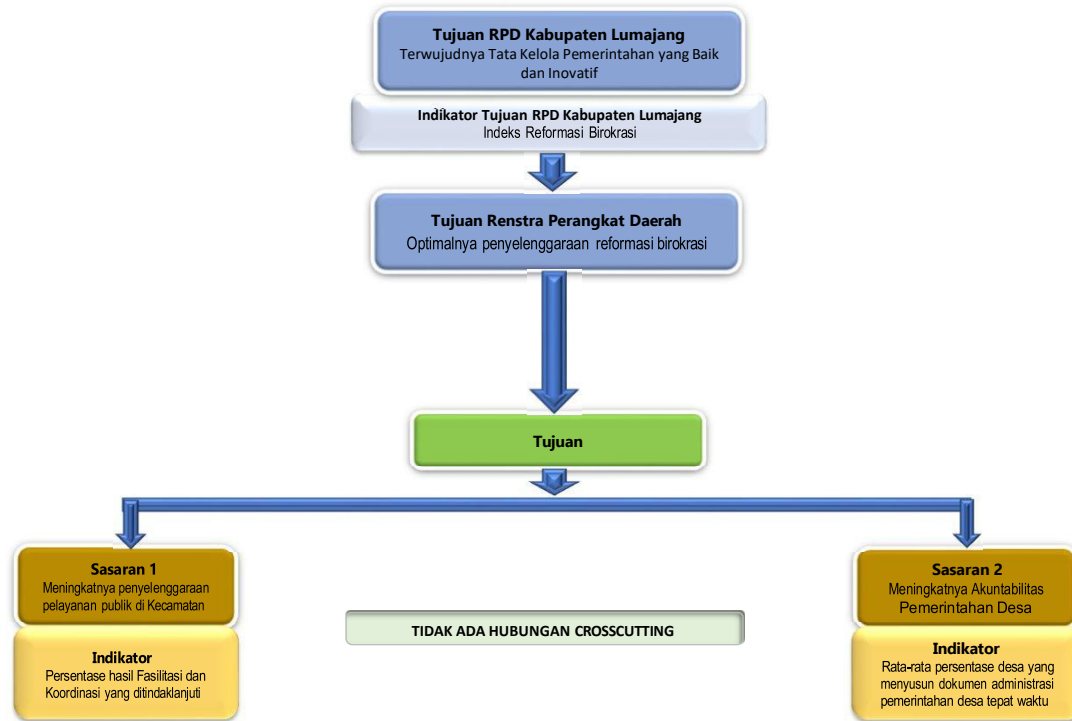 Tujuan RPD Kabupaten Lumajang
Terwujudnya Tata Kelola Pemerintahan yang Baik
dan Inovatif
Indikator Tujuan RPD Kabupaten Lumajang
Indeks Reformasi Birokrasi
Tujuan Renstra Perangkat Daerah
Optimalnya penyelenggaraan reformasi birokrasi
Tujuan
Sasaran 1
Meningkatnya penyelenggaraan
pelayanan publik di Kecamatan
Indikator
Persentase hasil Fasilitasi dan
Koordinasi yang ditindaklanjuti
TIDAK ADA HUBUNGAN CROSSCUTTING
Sasaran 2
Meningkatnya Akuntabilitas
Pemerintahan Desa
Indikator
Rata-rata persentase desa yang
menyusun dokumen administrasi
pemerintahan desa tepat waktu